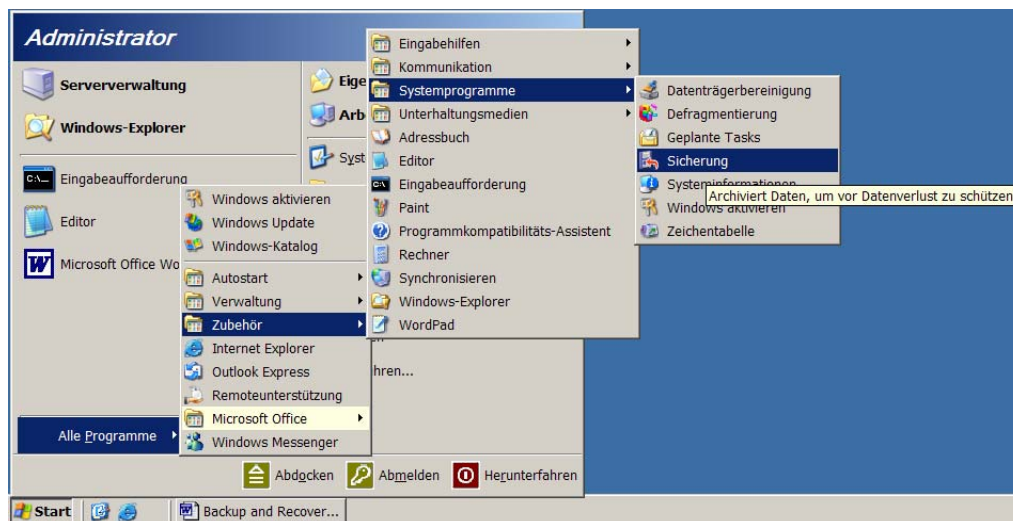 Administrator
Serververwaltung
Windows-Explorer
Eingabeaufforderung
Editor
Microsoft Office Wo
Alle Programme
Eige
Arb
Syst
hren...
Windows aktivieren
Windows Update
Windows-Katalog
Autostart
Verwaltung
Zubehör
Internet Explorer
Outlook Express
Remoteunterstützung
Microsoft Office
Windows Messenger
Eingabehilfen
Kommunikation
Systemprogramme
Unterhaltungsmedien
Adressbuch
Editor
Eingabeaufforderung
Paint
Programmkompatibilitäts-Assistent
Rechner
Synchronisieren
Windows-Explorer
WordPad
Datenträgerbereinigung
Defragmentierung
Geplante Tasks
Sicherung
Systeminformationen
Archiviert Daten, um vor Datenverlust zu schützen
Windows aktivieren
Zeichentabelle
Abdocken
Abmelden
Herunterfahren
Start
Backup and Recover...